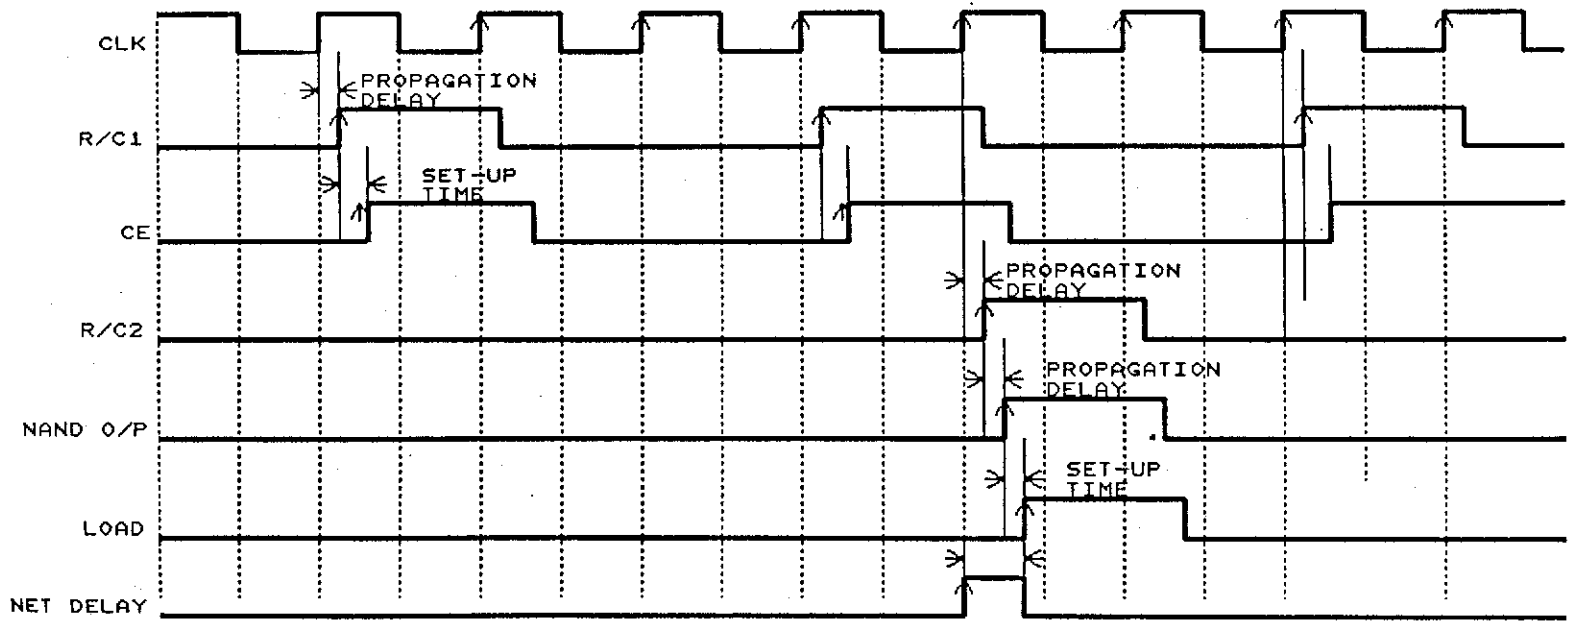 CLK
PROPAGATION
DELAY
R/C1
SET-UP
TIME
CE
PROPAGATION
DELAY
R/C2
PROPAGATION
DELAY
NAND O/P
SET-UP
TIME
LOAD
NET DELAY